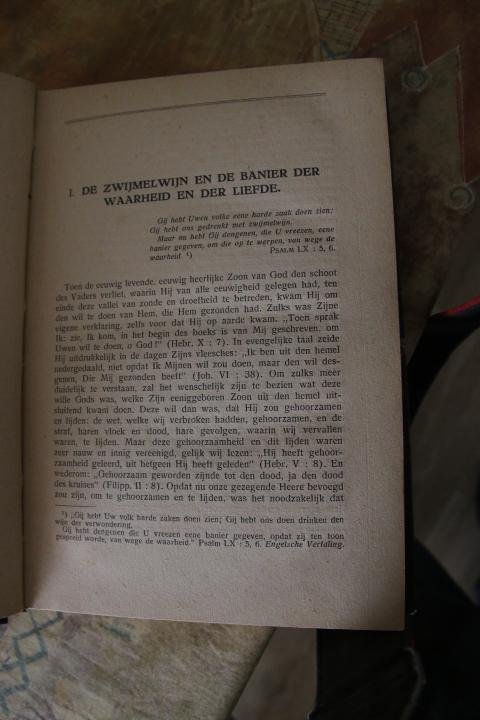 I. DE ZWIJMELWIJN EN DE BANIER DER
WAARHEID EN DER LIEFDE.
Gij hebt Uwen volke eene harde zaak doen zien;
Gij hebt ons gedrenkt met zwijmelwijn.
Maar nu hebt Gij dengenen, die U vreezen, eene
banier gegeven, om die op te werpen, van wege de
waarheid. ¹)
PSALM LX : 5, 6.
Toen de eeuwig levende, eeuwig heerlijke Zoon van God den schoot
des Vaders verliet, waarin Hij van alle eeuwigheid gelegen had, ten
einde deze vallei van zonde en droefheid te betreden, kwam Hij om
den wil te doen van Hem, die Hem gezonden had. Zulks was Zijne
eigene verklaring, zelfs voor dat Hij op aarde kwam. „Toen sprak
Ik: zie, Ik kom, in het begin des boeks is van Mij geschreven, om
Uwen wil te doen, o God!” (Hebr. X : 7). In evengelijke taal zeide
Hij uitdrukkelijk in de dagen Zijns vleesches: „Ik ben uit den hemel
nedergedaald, niet opdat Ik Mijnen wil zou doen, maar den wil des-
genen, Die Mij gezonden heeft” (Joh. VI : 38). Om zulks meer
duidelijk te verstaan, zal het wenschelijk zijn te bezien wat deze
wille Gods was, welke Zijn eeniggeboren Zoon uit den hemel uit-
sluitend kwam doen. Deze wil dan was, dat Hij zou gehoorzamen
en lijden: de wet, welke wij verbroken hadden, gehoorzamen, en de
straf, haren vloek en dood, hare gevolgen, waarin wij vervallen
waren, te lijden. Maar deze gehoorzaamheid en dit lijden waren
zeer nauw en innig vereenigd, gelijk wij lezen: „Hij heeft gehoor-
zaamheid geleerd, uit hetgeen Hij heeft geleden” (Hebr. V : 8). En
wederom: „Gehoorzaam geworden zijnde tot den dood, ja den dood
des kruises” (Filipp. II : 8). Opdat nu onze gezegende Heere bevoegd
zou zijn, om te gehoorzamen en te lijden, was het noodzakelijk dat
¹) „Gij hebt Uw volk harde zaken doen zien; Gij hebt ons doen drinken den
wijn der verwondering.
Gij hebt dengenen die U vreezen eene banier gegeven, opdat zij ten toon
gespreid worde, van wege de waarheid.” Psalm LX : 5, 6. Engelsche Vertaling.